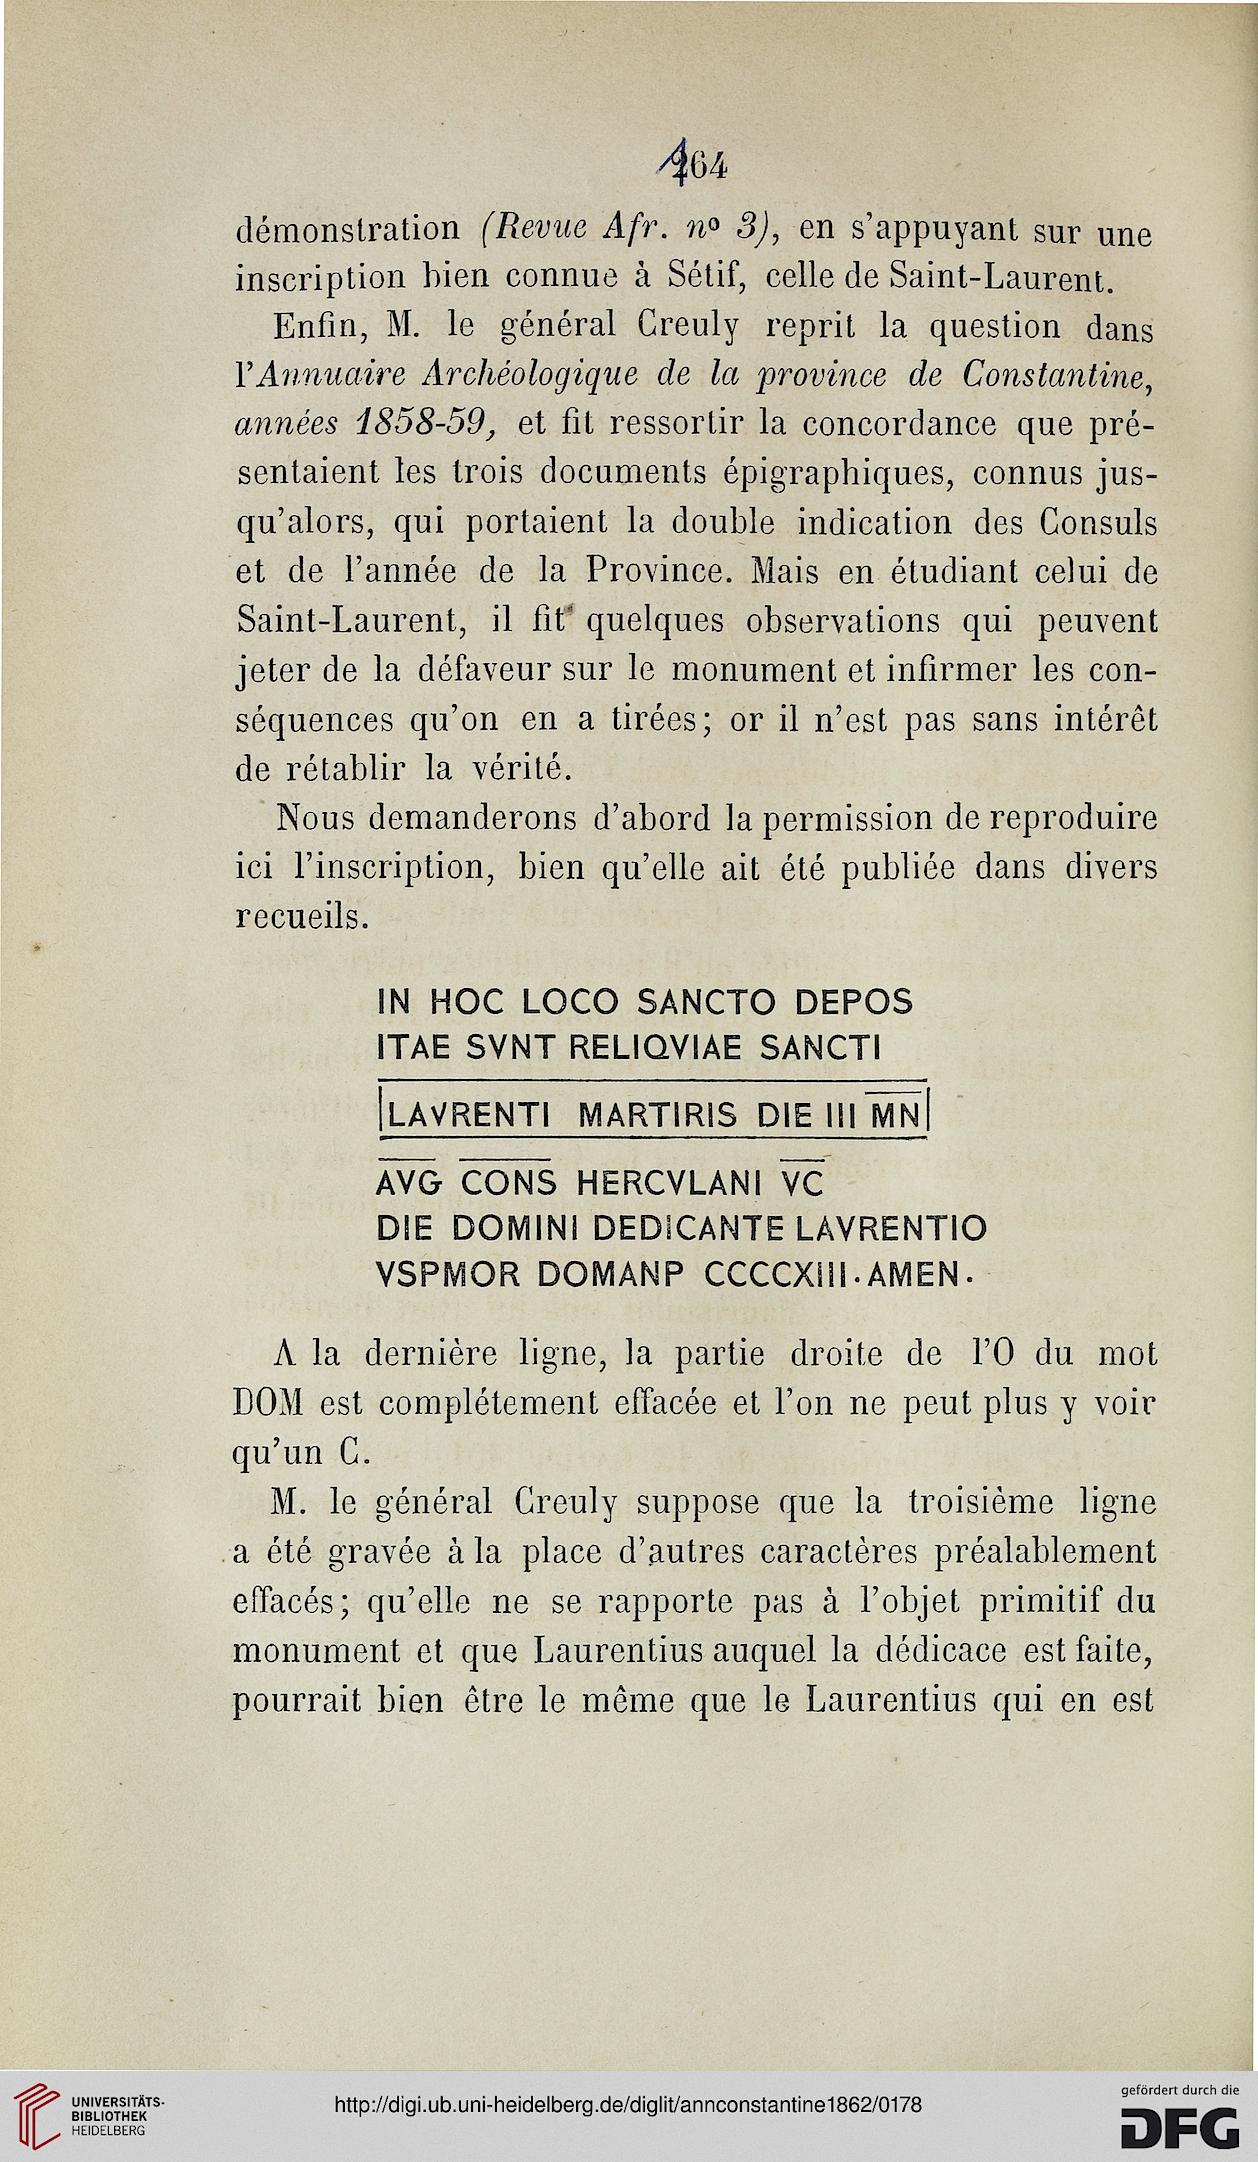 164
démonstration (Revue Afr. nº 3), en s'appuyant sur une
inscription bien connue à Sétif, celle de Saint-Laurent.
Enfin, M. le général Creuly reprit la question dans
l'Annuaire Archéologique de la province de Constantine,
années 1858-59, et fit ressortir la concordance que pré-
sentaient les trois documents épigraphiques, connus jus-
qu'alors, qui portaient la double indication des Consuls
et de l'année de la Province. Mais en étudiant celui de
Saint-Laurent, il fit quelques observations qui peuvent
jeter de la défaveur sur le monument et infirmer les con-
séquences qu'on en a tirées; or il n'est pas sans intérêt
de rétablir la vérité.
Nous demanderons d'abord la permission de reproduire
ici l'inscription, bien qu'elle ait été publiée dans divers
recueils.
IN HOC LOCO SANCTO DEPOS
ITAE SVNT RELIQVIAE SANCTI
LAVRENTI MARTIRIS DIE III MN
AVG CONS HERCVLANI VC
DIE DOMINI DEDICANTE LAVRENTIO
VSPMOR DOMANP CCCCXIII. AMEN.
A la dernière ligne, la partie droite de l'O du mot
DOM est complétement effacée et l'on ne peut plus y voir
qu'un C.
M. le général Creuly suppose que la troisième ligne
a été gravée à la place d'autres caractères préalablement
effacés; qu'elle ne se rapporte pas à l'objet primitif du
monument et que Laurentius auquel la dédicace est faite,
pourrait bien être le même que le Laurentius qui en est
UNIVERSITÄTS-
BIBLIOTHEK
HEIDELBERG
http://digi.ub.uni-heidelberg.de/diglit/annconstantine1862/0178
gefördert durch die
DFG